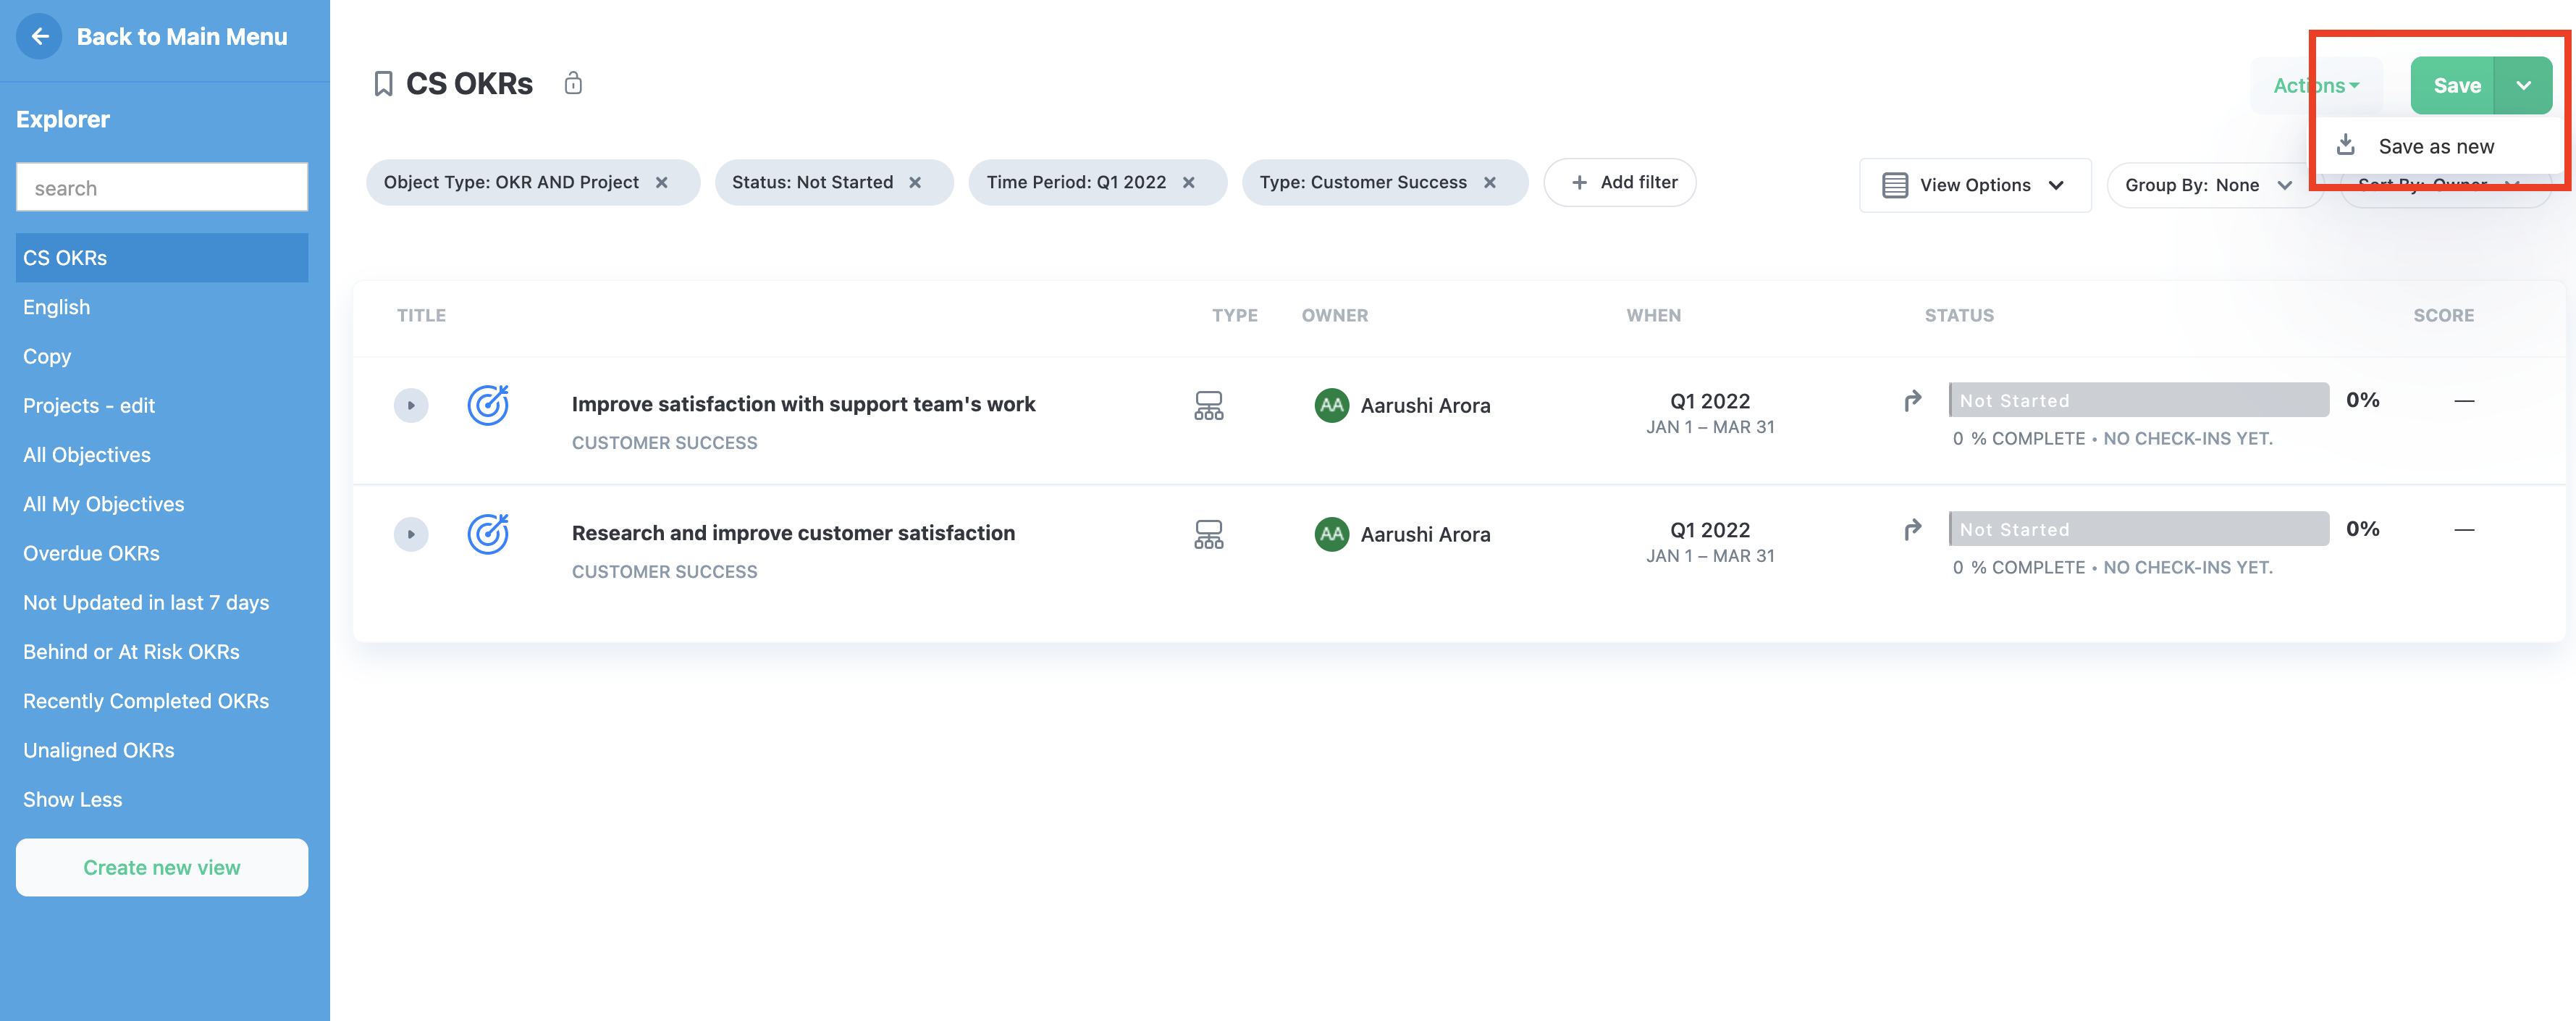 Back to Main Menu
Explorer
search
CS OKRs
English
Copy
Projects - edit
All Objectives
All My Objectives
Overdue OKRs
Not Updated in last 7 days
Behind or At Risk OKRs
Recently Completed OKRs
Unaligned OKRs
Show Less
Create new view
CS OKRs
Actions
Save
Save as new
Object Type: OKR AND Project
Status: Not Started
Time Period: Q1 2022
Type: Customer Success
Add filter
View Options
Group By: None
Sort By: Owner
TITLE TYPE OWNER WHEN STATUS SCORE
Improve satisfaction with support team's work
CUSTOMER SUCCESS
AA Aarushi Arora
Q1 2022
JAN 1 – MAR 31
Not Started 0% —
0 % COMPLETE • NO CHECK-INS YET.
Research and improve customer satisfaction
CUSTOMER SUCCESS
AA Aarushi Arora
Q1 2022
JAN 1 – MAR 31
Not Started 0% —
0 % COMPLETE • NO CHECK-INS YET.